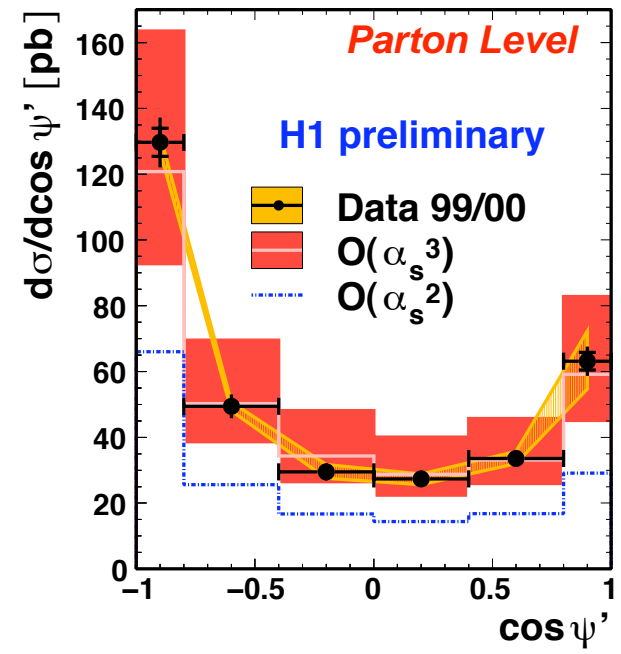 dσ/dcos ψ' [pb]
160
140
120
100
80
60
40
20
0
Parton Level
H1 preliminary
Data 99/00
O(αs³)
O(αs²)
-1 -0.5 0 0.5 1
cos ψ'